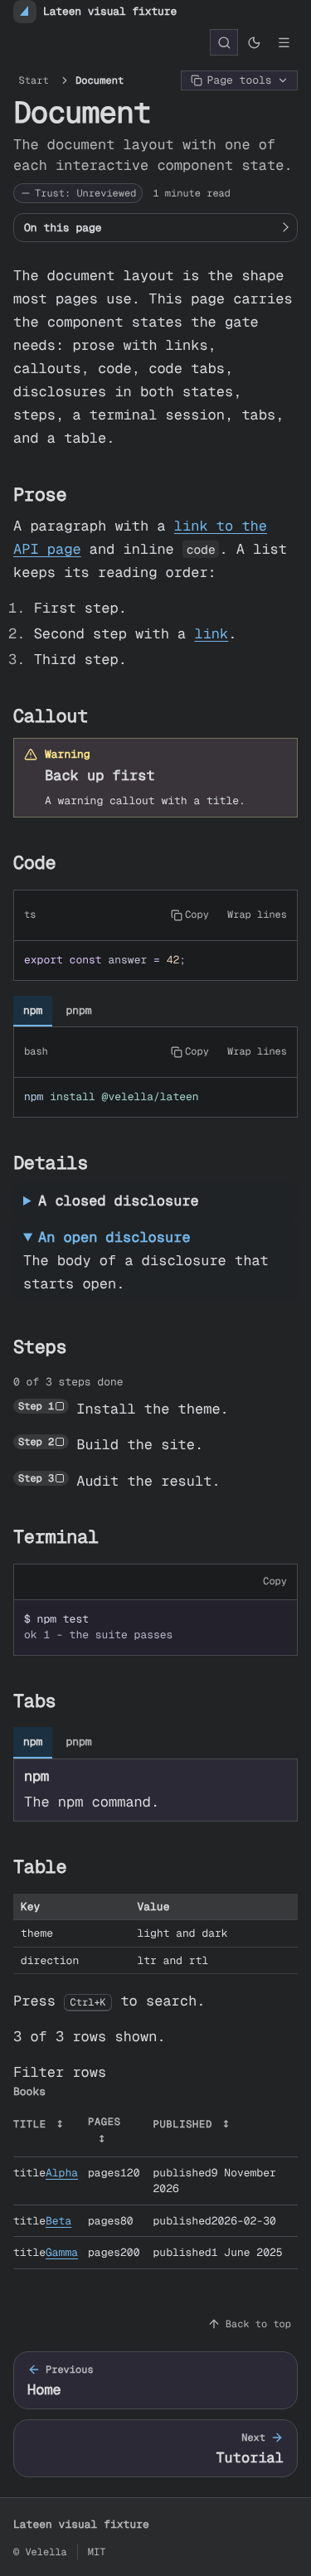 Lateen visual fixture
Start > Document
Page tools
Document
The document layout with one of
each interactive component state.
— Trust: Unreviewed
1 minute read
On this page
The document layout is the shape
most pages use. This page carries
the component states the gate
needs: prose with links,
callouts, code, code tabs,
disclosures in both states,
steps, a terminal session, tabs,
and a table.
Prose
A paragraph with a link to the
API page and inline code. A list
keeps its reading order:
1. First step.
2. Second step with a link.
3. Third step.
Callout
Warning
Back up first
A warning callout with a title.
Code
ts Copy Wrap lines
export const answer = 42;
npm pnpm
bash Copy Wrap lines
npm install @velella/lateen
Details
A closed disclosure
An open disclosure
The body of a disclosure that
starts open.
Steps
0 of 3 steps done
Step 1 Install the theme.
Step 2 Build the site.
Step 3 Audit the result.
Terminal
Copy
$ npm test
ok 1 - the suite passes
Tabs
npm pnpm
npm
The npm command.
Table
Key Value
theme light and dark
direction ltr and rtl
Press Ctrl+K to search.
3 of 3 rows shown.
Filter rows
Books
TITLE ↕ PAGES ↕ PUBLISHED ↕
titleAlpha pages120 published9 November
2026
titleBeta pages80 published2026-02-30
titleGamma pages200 published1 June 2025
↑ Back to top
← Previous
Home
Next →
Tutorial
Lateen visual fixture
© Velella MIT